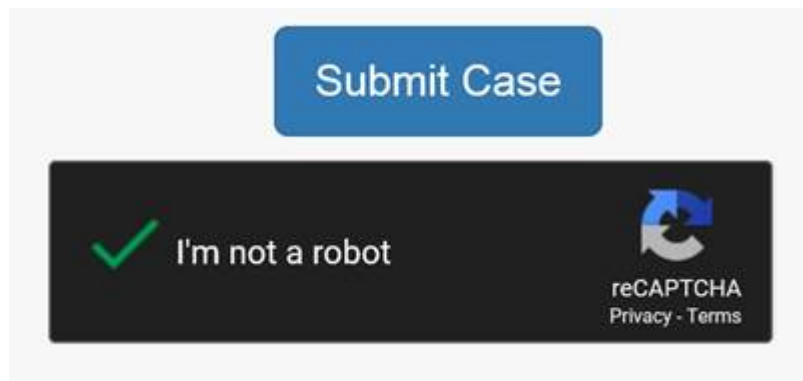 Submit Case
I'm not a robot
reCAPTCHA
Privacy - Terms